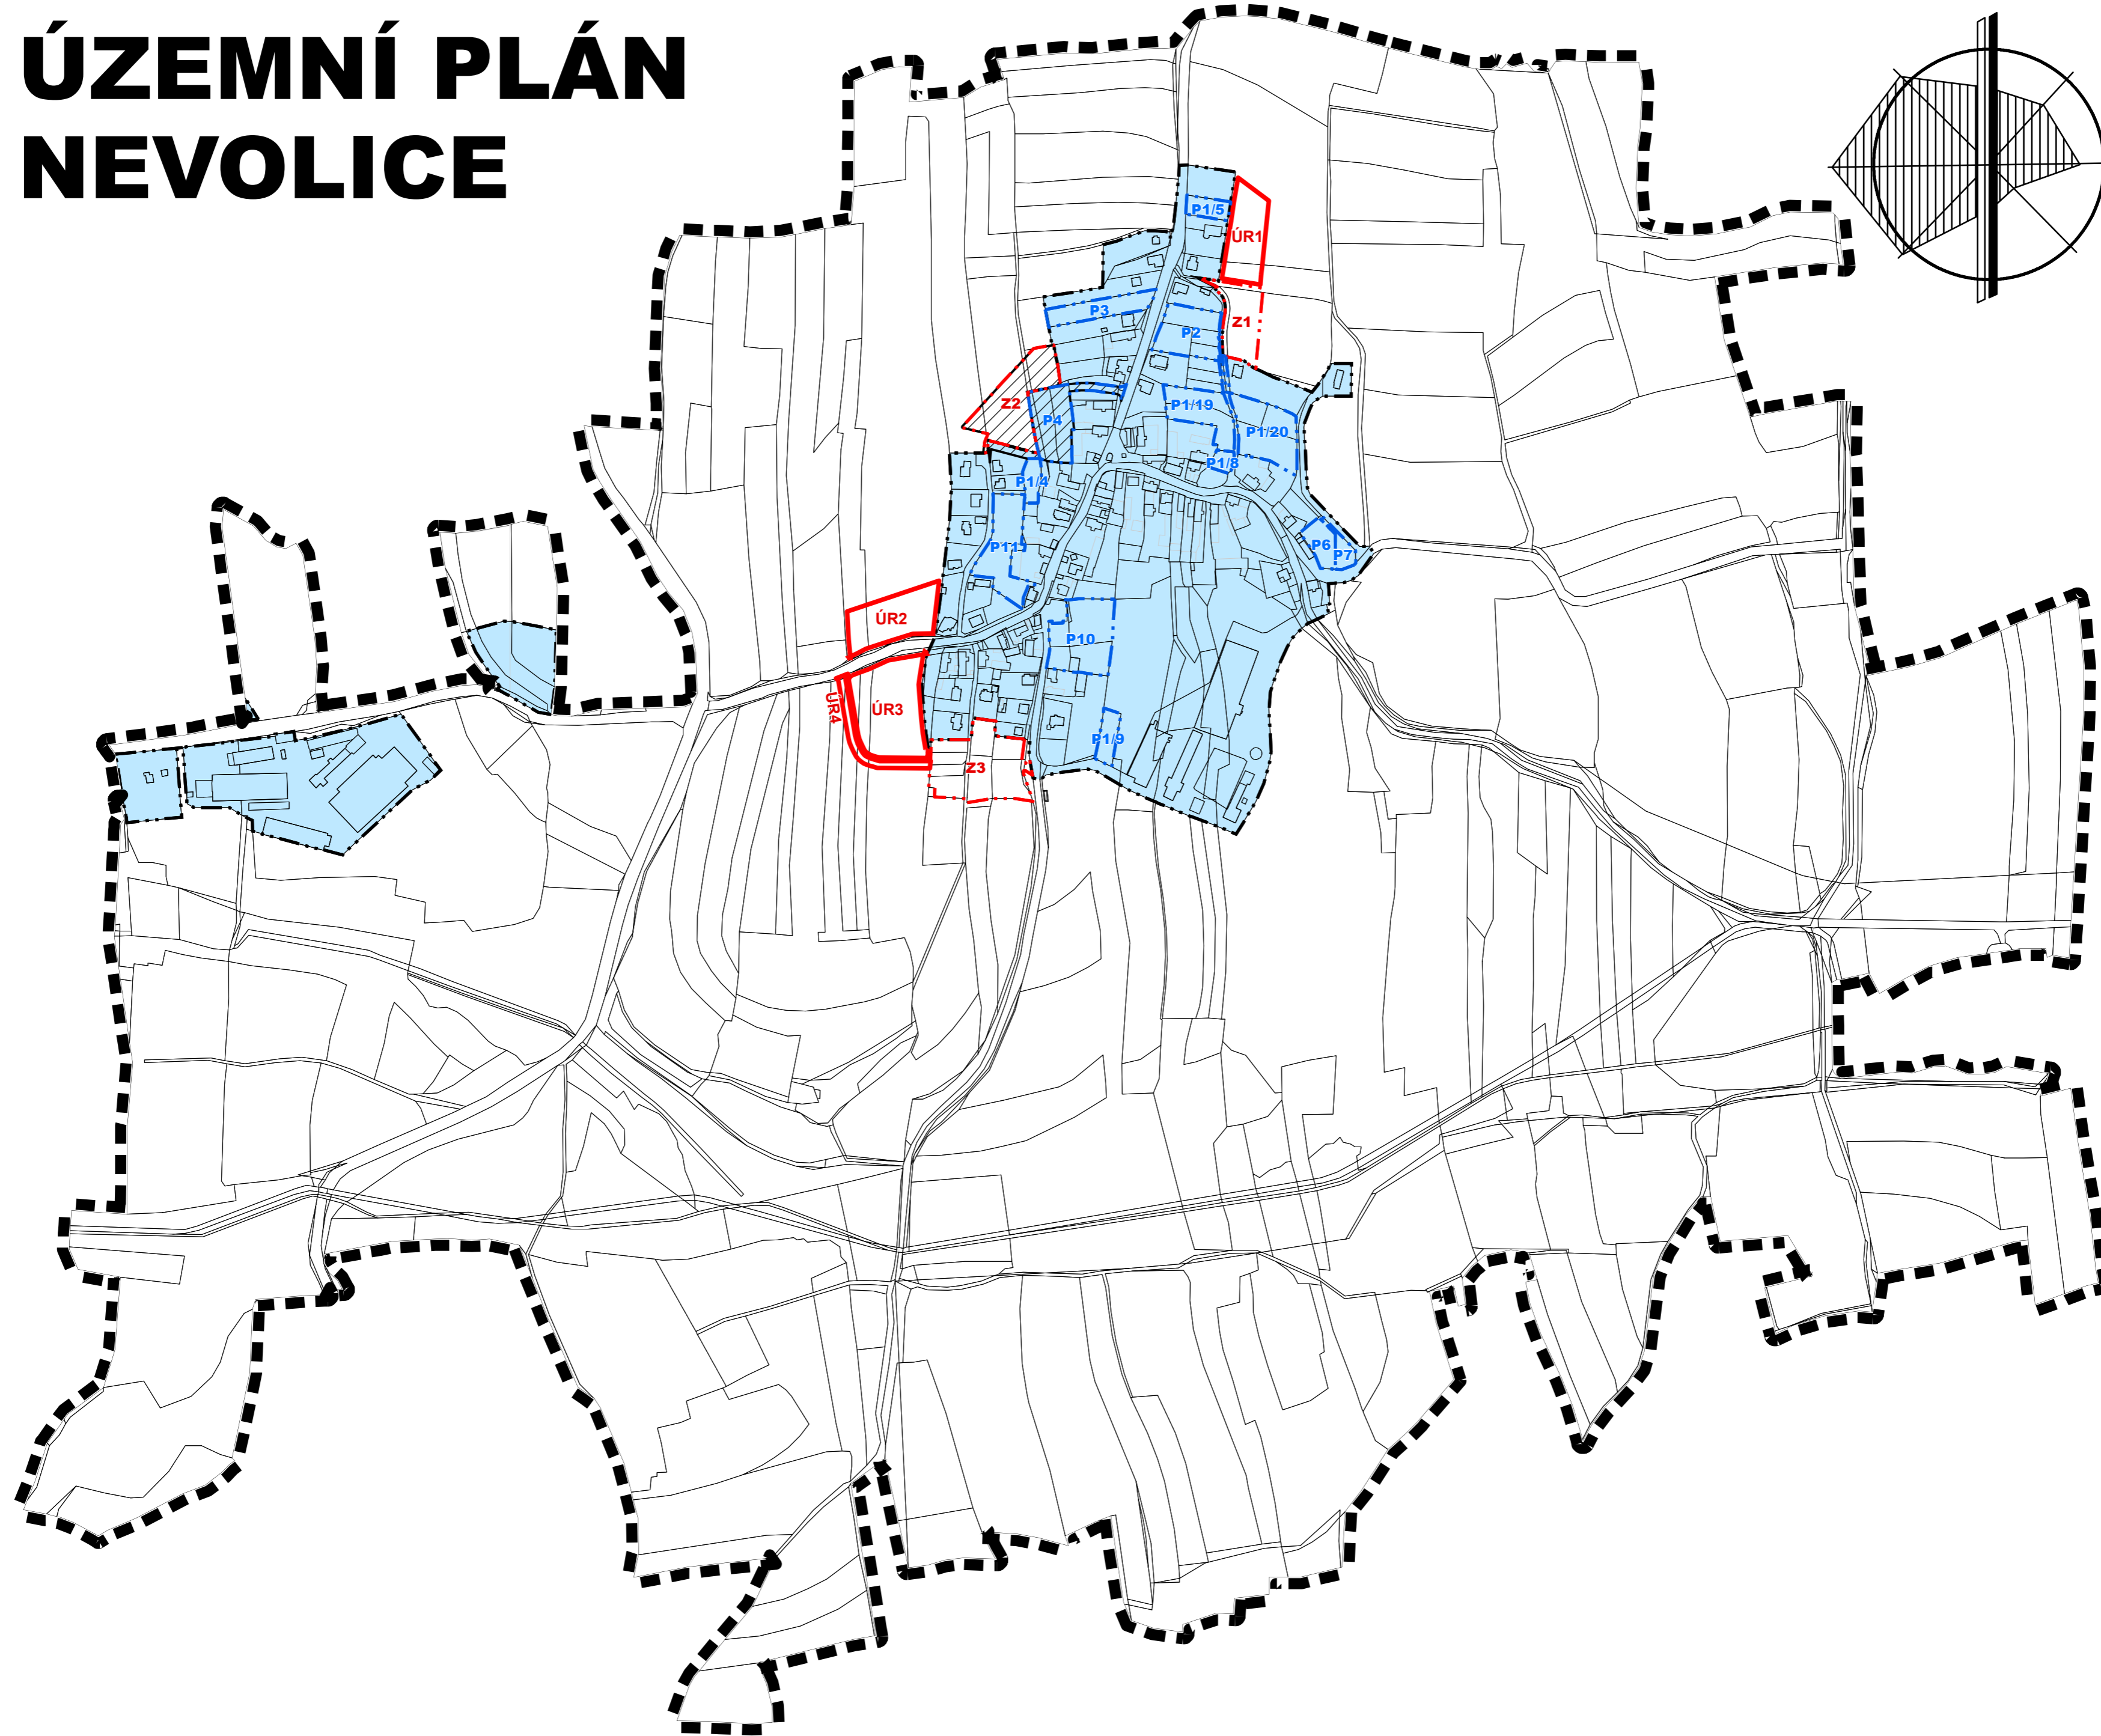 ÚZEMNÍ PLÁN
NEVOLICE
P1/5
ÚR1
P3
Z1
P2
Z2
P1/19
P4
P1/20
P1/8
P1/4
P11
P6
P7
ÚR2
P10
ÚR4
ÚR3
P1/9
Z3